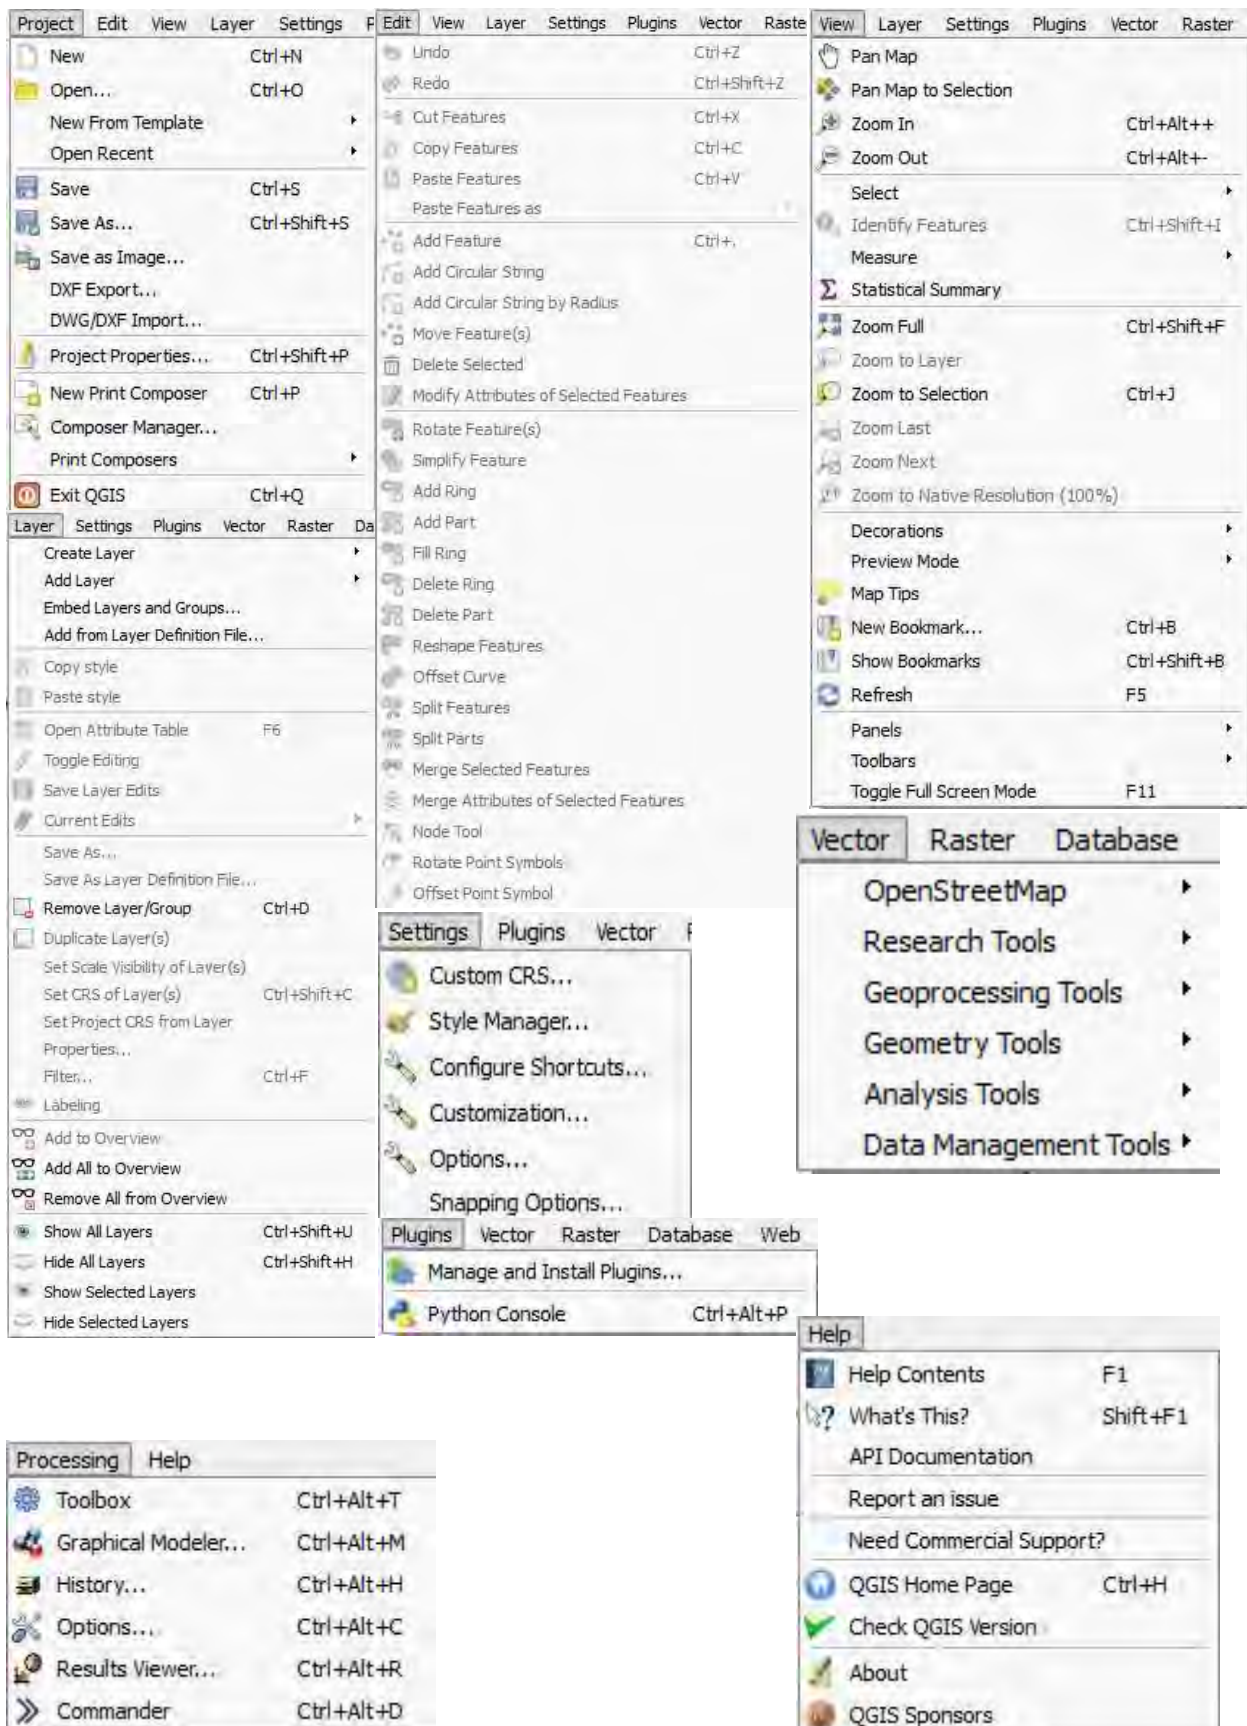 Project Edit View Layer Settings P
New Ctrl+N
Open... Ctrl+O
New From Template
Open Recent
Save Ctrl+S
Save As... Ctrl+Shift+S
Save as Image...
DXF Export...
DWG/DXF Import...
Project Properties... Ctrl+Shift+P
New Print Composer Ctrl+P
Composer Manager...
Print Composers
Exit QGIS Ctrl+Q
Layer Settings Plugins Vector Raster Da
Create Layer
Add Layer
Embed Layers and Groups...
Add from Layer Definition File...
Copy style
Paste style
Open Attribute Table F6
Toggle Editing
Save Layer Edits
Current Edits
Save As...
Save As Layer Definition File...
Remove Layer/Group Ctrl+D
Duplicate Layer(s)
Set Scale Visibility of Layer(s)
Set CRS of Layer(s) Ctrl+Shift+C
Set Project CRS from Layer
Properties...
Filter... Ctrl+F
Labeling
Add to Overview
Add All to Overview
Remove All from Overview
Show All Layers Ctrl+Shift+U
Hide All Layers Ctrl+Shift+H
Show Selected Layers
Hide Selected Layers
Edit View Layer Settings Plugins Vector Raste
Undo Ctrl+Z
Redo Ctrl+Shift+Z
Cut Features Ctrl+X
Copy Features Ctrl+C
Paste Features Ctrl+V
Paste Features as
Add Feature Ctrl+.
Add Circular String
Add Circular String by Radius
Move Feature(s)
Delete Selected
Modify Attributes of Selected Features
Rotate Feature(s)
Simplify Feature
Add Ring
Add Part
Fill Ring
Delete Ring
Delete Part
Reshape Features
Offset Curve
Split Features
Split Parts
Merge Selected Features
Merge Attributes of Selected Features
Node Tool
Rotate Point Symbols
Offset Point Symbol
View Layer Settings Plugins Vector Raster
Pan Map
Pan Map to Selection
Zoom In Ctrl+Alt++
Zoom Out Ctrl+Alt+-
Select
Identify Features Ctrl+Shift+I
Measure
Statistical Summary
Zoom Full Ctrl+Shift+F
Zoom to Layer
Zoom to Selection Ctrl+J
Zoom Last
Zoom Next
Zoom to Native Resolution (100%)
Decorations
Preview Mode
Map Tips
New Bookmark... Ctrl+B
Show Bookmarks Ctrl+Shift+B
Refresh F5
Panels
Toolbars
Toggle Full Screen Mode F11
Settings Plugins Vector
Custom CRS...
Style Manager...
Configure Shortcuts...
Customization...
Options...
Snapping Options...
Plugins Vector Raster Database Web
Manage and Install Plugins...
Python Console Ctrl+Alt+P
Vector Raster Database
OpenStreetMap
Research Tools
Geoprocessing Tools
Geometry Tools
Analysis Tools
Data Management Tools
Processing Help
Toolbox Ctrl+Alt+T
Graphical Modeler... Ctrl+Alt+M
History... Ctrl+Alt+H
Options... Ctrl+Alt+C
Results Viewer... Ctrl+Alt+R
Commander Ctrl+Alt+D
Help
Help Contents F1
What's This? Shift+F1
API Documentation
Report an issue
Need Commercial Support?
QGIS Home Page Ctrl+H
Check QGIS Version
About
QGIS Sponsors